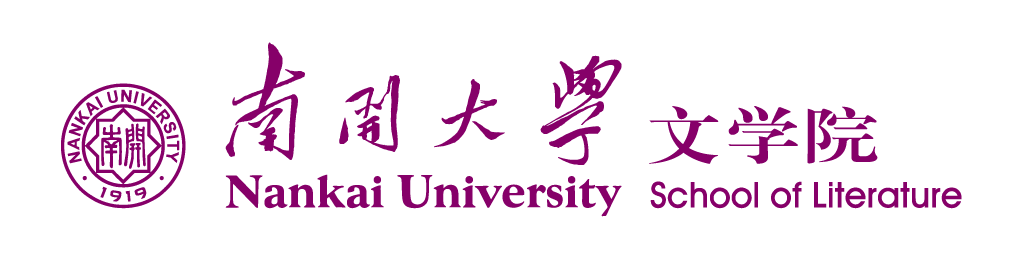 NANKAI UNIVERSITY
南開
1919
南開大學
Nankai University
文学院
School of Literature